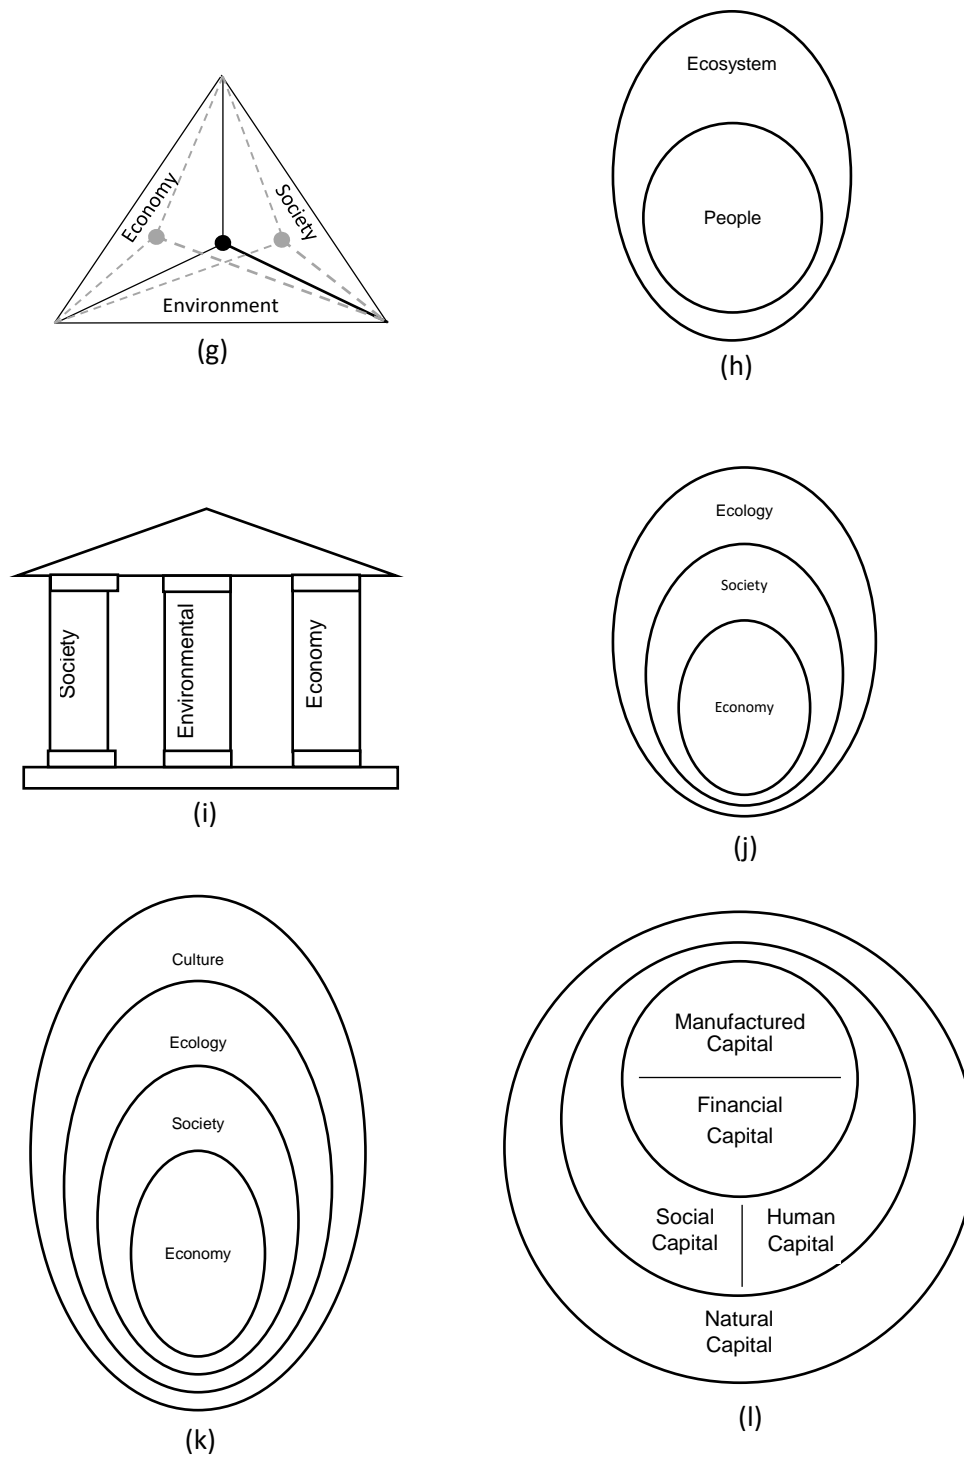 Economy
Society
Environment
(g)
Ecosystem
People
(h)
Society
Environmental
Economy
(i)
Ecology
Society
Economy
(j)
Culture
Ecology
Society
Economy
(k)
Manufactured
Capital
Financial
Capital
Social
Capital
Human
Capital
Natural
Capital
(l)